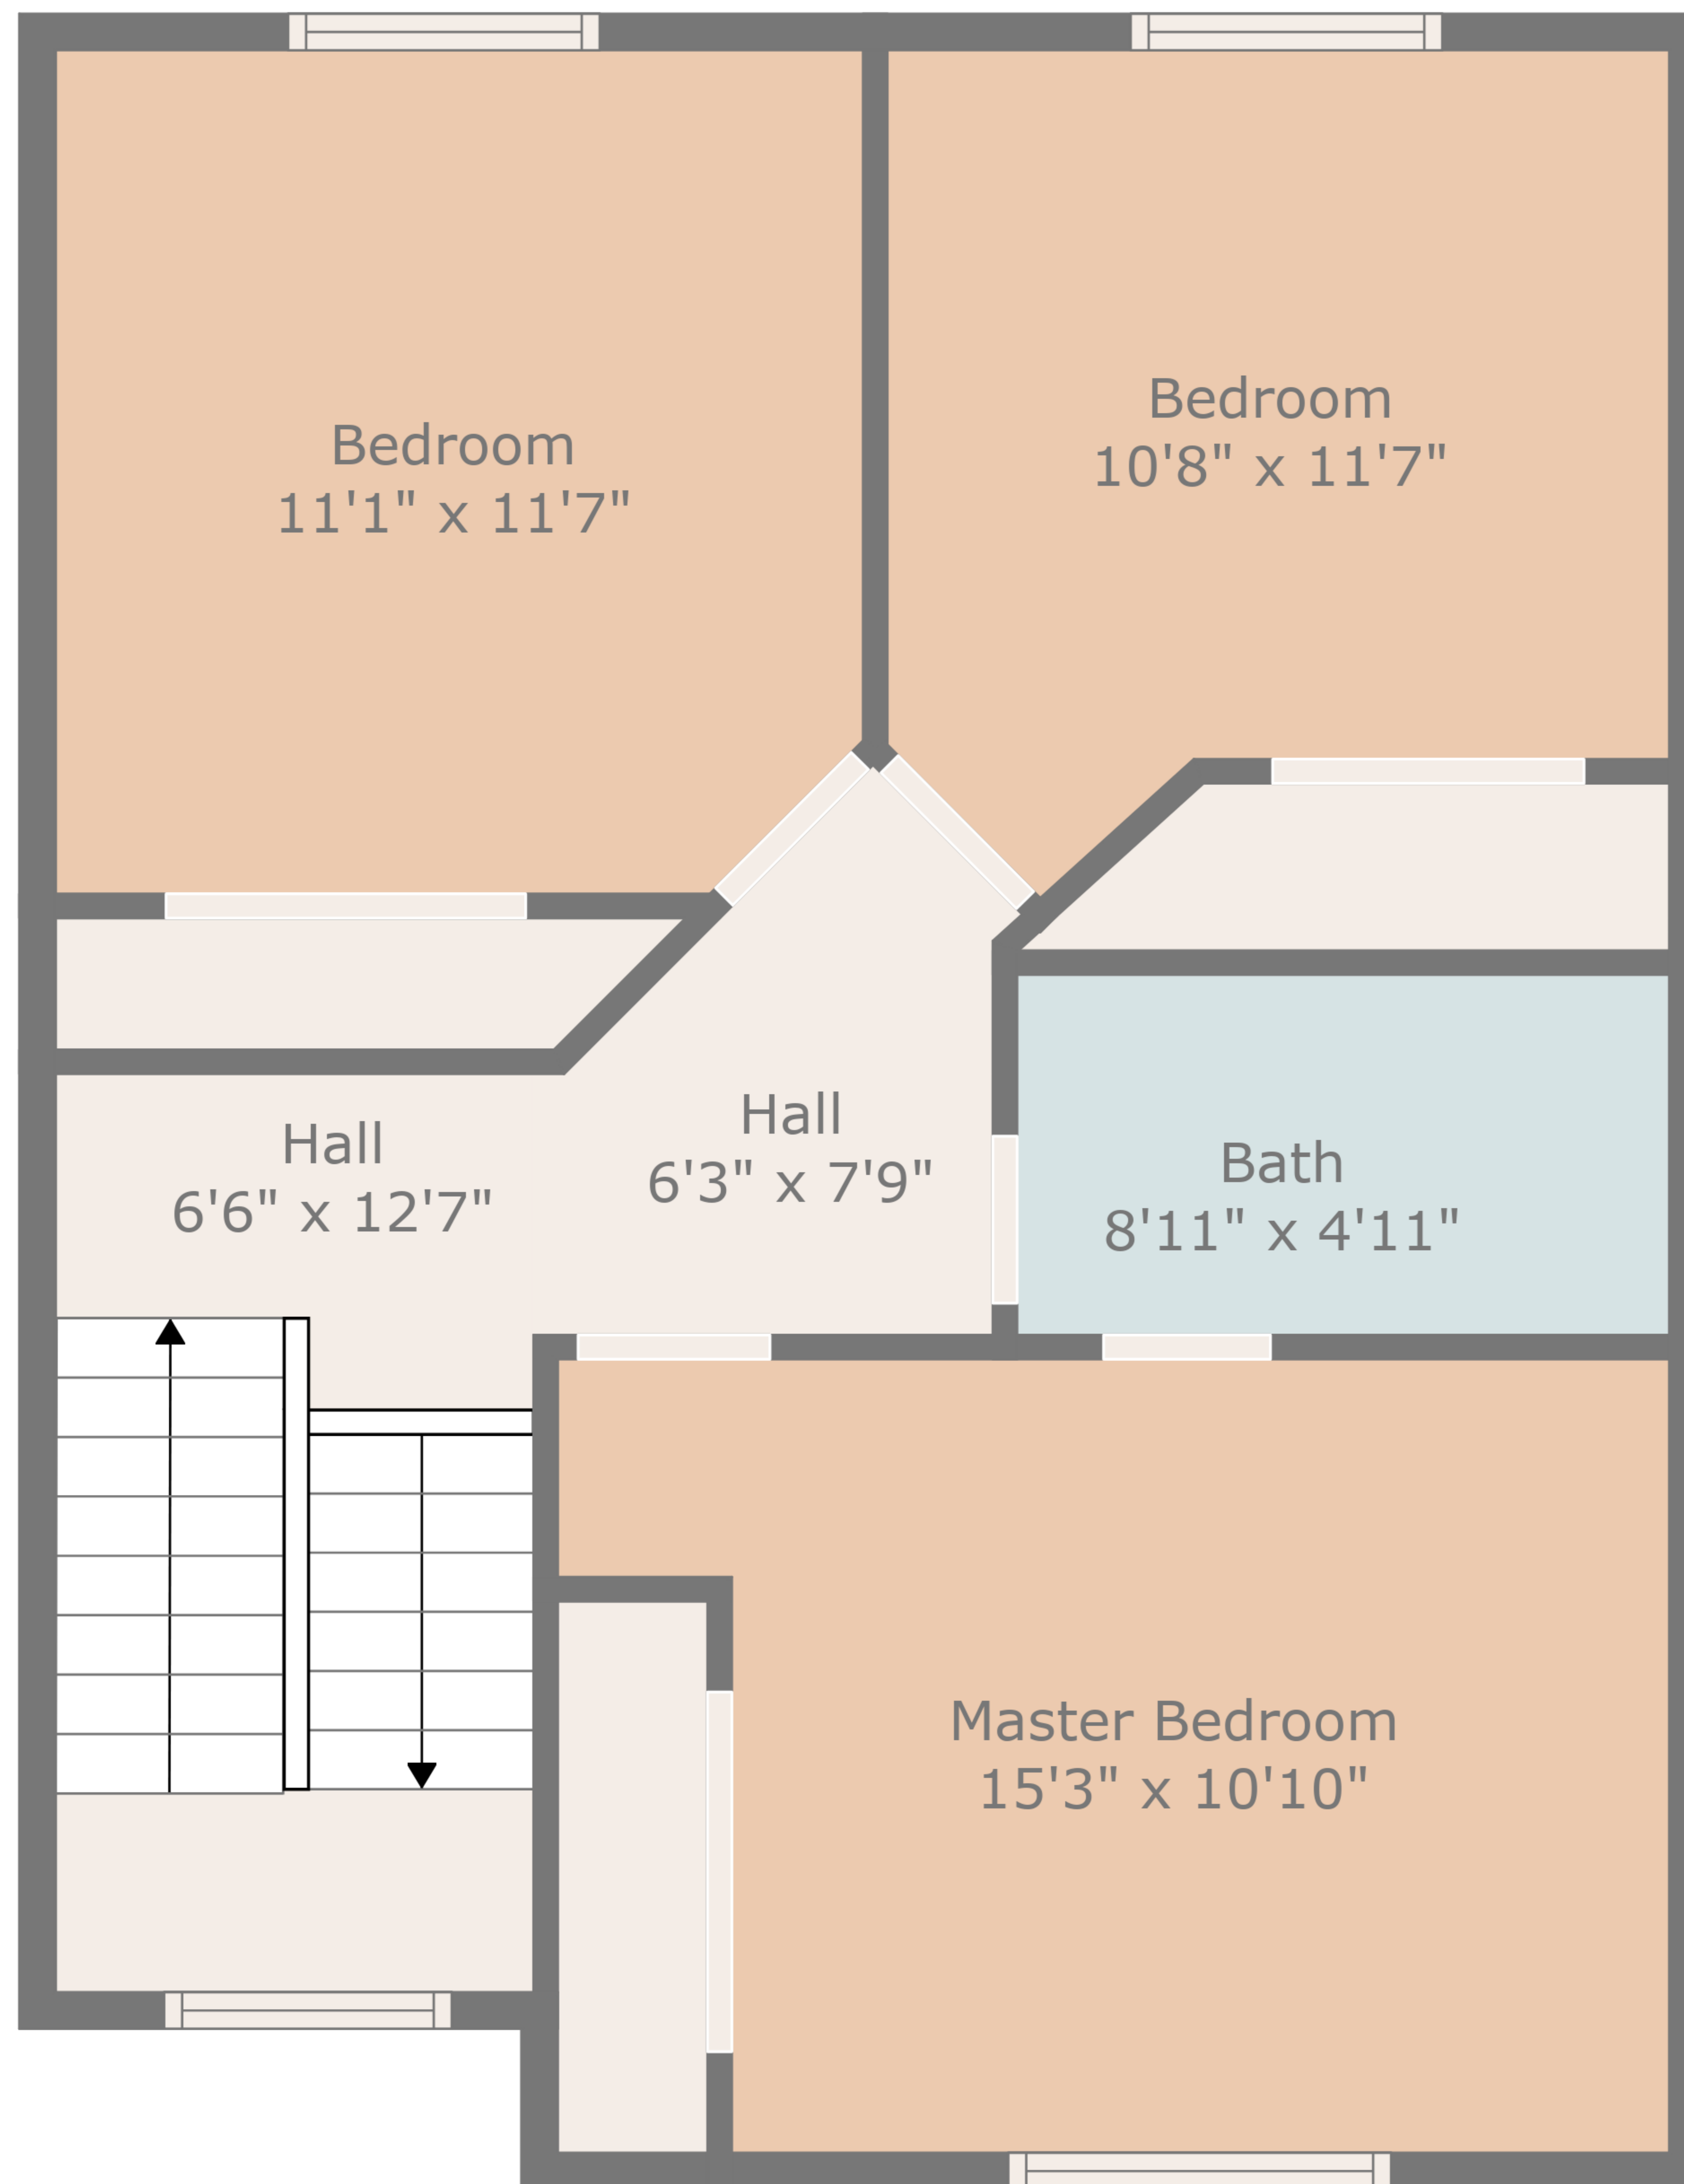 Bedroom
11'1" x 11'7"
Bedroom
10'8" x 11'7"
Hall
6'6" x 12'7"
Hall
6'3" x 7'9"
Bath
8'11" x 4'11"
Master Bedroom
15'3" x 10'10"